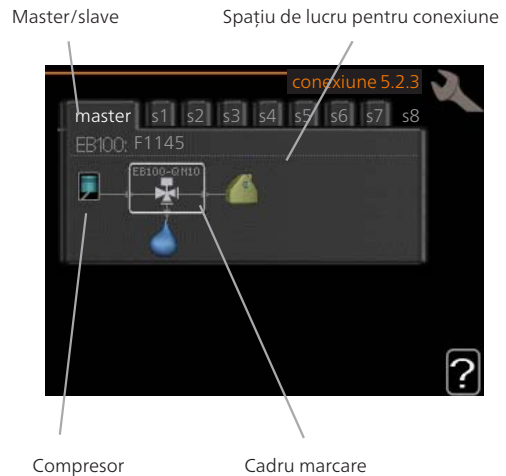 Master/slave
Spațiu de lucru pentru conexiune
conexiune 5.2.3
master s1 s2 s3 s4 s5 s6 s7 s8
EB100: F1145
EB100-QN10
?
Compresor
Cadru marcare